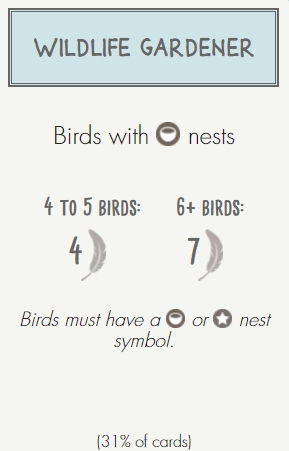 WILDLIFE GARDENER
Birds with nests
4 TO 5 BIRDS: 6+ BIRDS:
4 7
Birds must have a or nest
symbol.
(31% of cards)